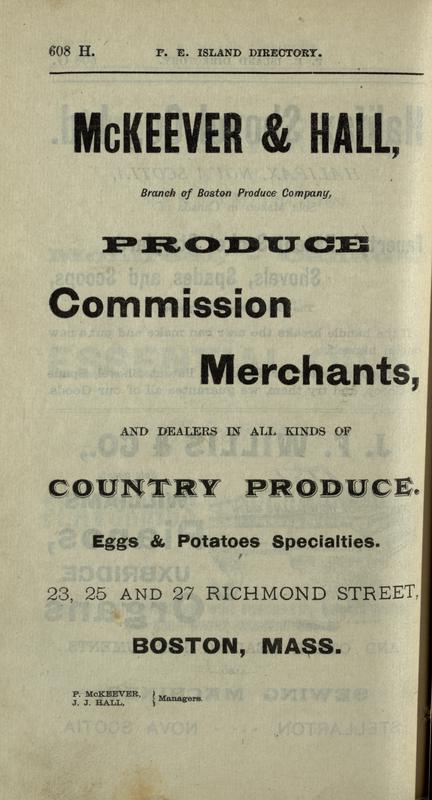 608 H. P. E. ISLAND DIRECTORY.
McKEEVER & HALL,
Branch of Boston Produce Company,
PRODUCE
Commission
Merchants,
AND DEALERS IN ALL KINDS OF
COUNTRY PRODUCE.
Eggs & Potatoes Specialties.
23, 25 AND 27 RICHMOND STREET,
BOSTON, MASS.
P. McKEEVER, } Managers.
J. J. HALL,